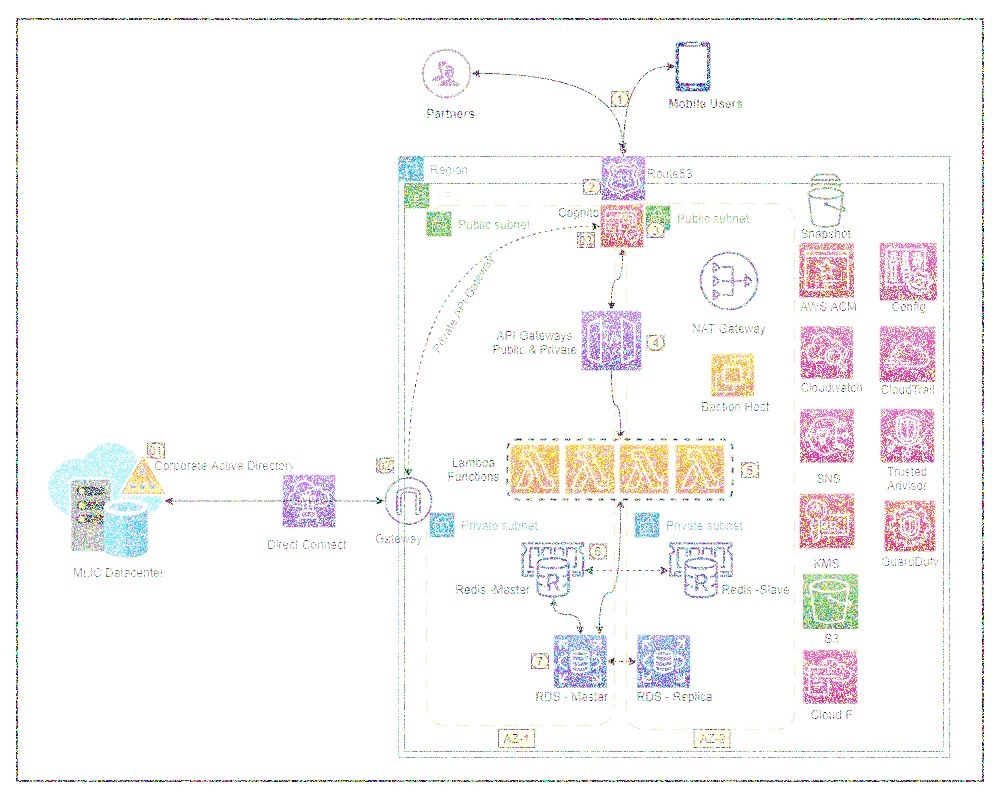 Partners
Mobile Users
1
Region
Route53
2
Cognito
Public subnet
03
3
Public subnet
Snapshot
Private API Gateway
AWS ACM
Config
NAT Gateway
API Gateways
Public & Private
4
Cloudwatch
CloudTrail
Bastion Host
01
Corporate Active Directory
02
Lambda
Functions
5
SNS
Trusted
Advisor
Direct Connect
Gateway
Private subnet
Private subnet
MLIC Datacenter
6
KMS
GuardDuty
Redis -Master
Redis -Slave
S3
7
RDS - Master
RDS - Replica
Cloud F
AZ-1
AZ-2